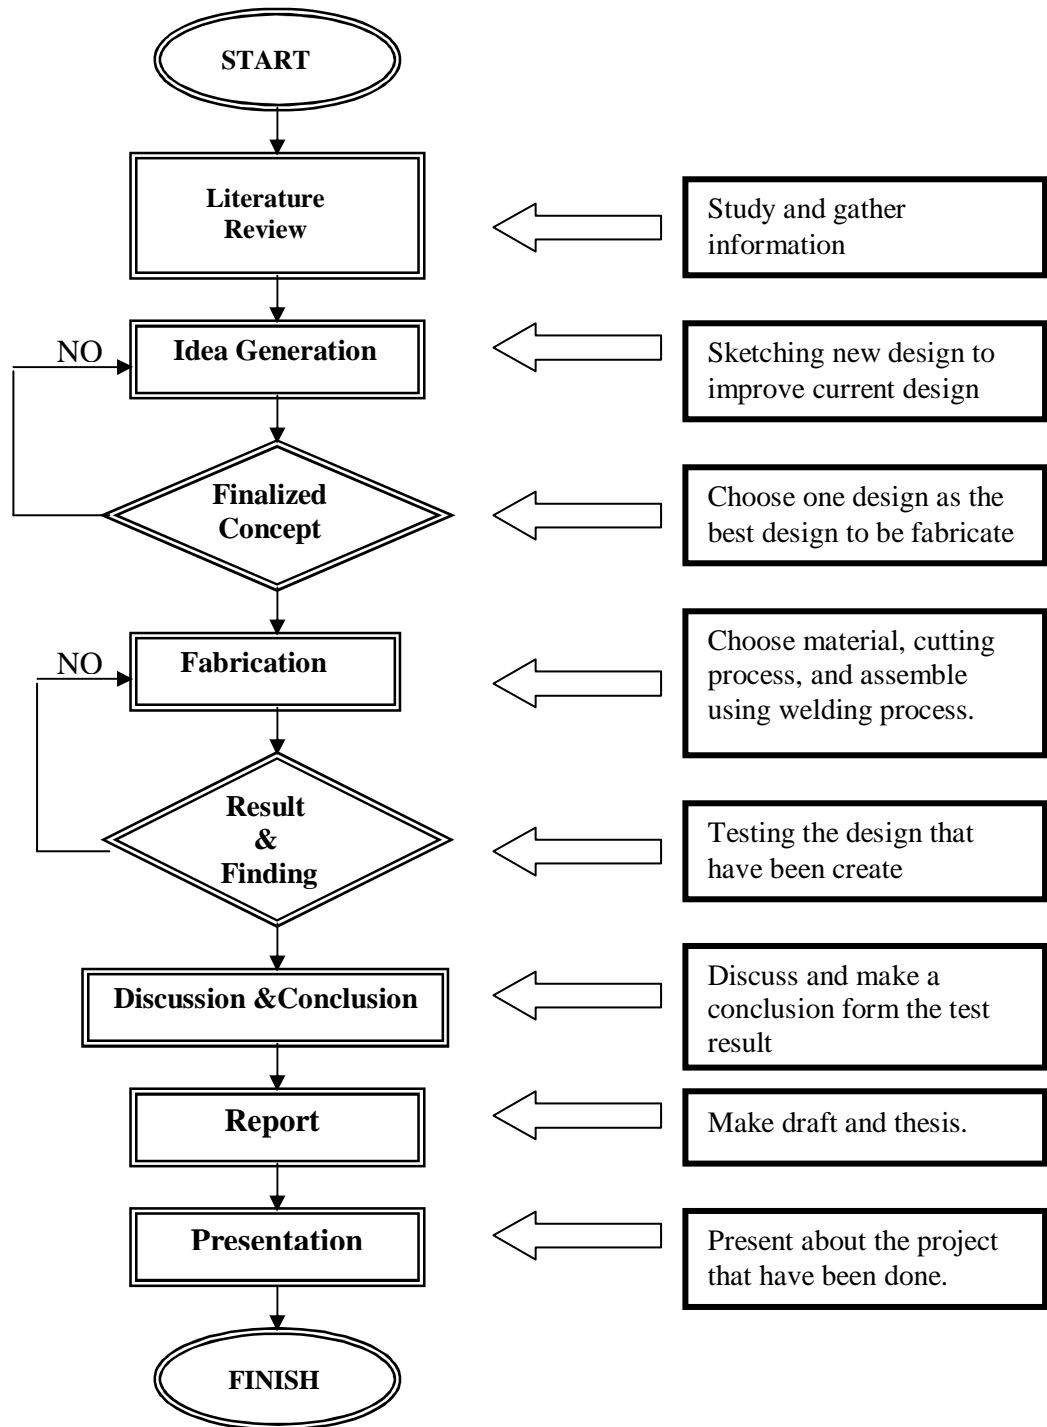 START
Literature
Review
Study and gather
information
NO
Idea Generation
Sketching new design to
improve current design
Finalized
Concept
Choose one design as the
best design to be fabricate
NO
Fabrication
Choose material, cutting
process, and assemble
using welding process.
Result
&
Finding
Testing the design that
have been create
Discussion &Conclusion
Discuss and make a
conclusion form the test
result
Report
Make draft and thesis.
Presentation
Present about the project
that have been done.
FINISH